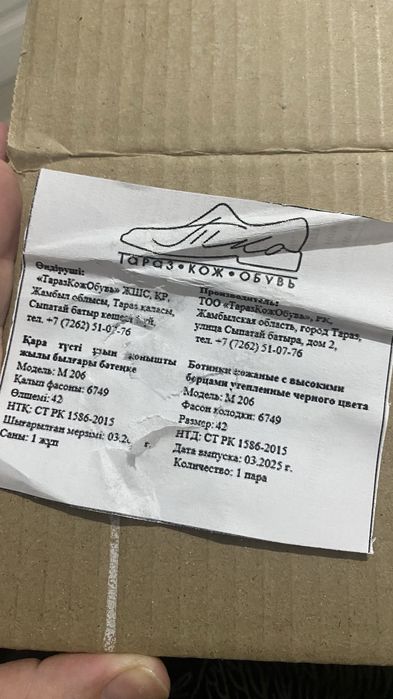 ТАРАЗ • КОЖ • ОБУВЬ
Өндіруші:
«ТаразКожОбувь» ЖШС, ҚР,
Жамбыл облысы, Тараз қаласы,
Сыпатай батыр көшесі
тел. +7 (7262) 51-07-76
Қара түсті ұзын қонышты
жылы былғары бәтеңке
Модель: М 206
Қалып фасоны: 6749
Өлшемі: 42
НТК: СТ РК 1586-2015
Шығарылған мерзімі: 03.2 г.
Саны: 1 жұп
Производитель:
ТОО «ТаразКожОбувь», РК,
Жамбылская область, город Тараз,
улица Сыпатай батыра, дом 2,
тел. +7 (7262) 51-07-76
Ботинки кожаные с высокими
берцами утепленные черного цвета
Модель: М 206
Фасон колодки: 6749
Размер: 42
НТД: СТ РК 1586-2015
Дата выпуска: 03.2025 г.
Количество: 1 пара